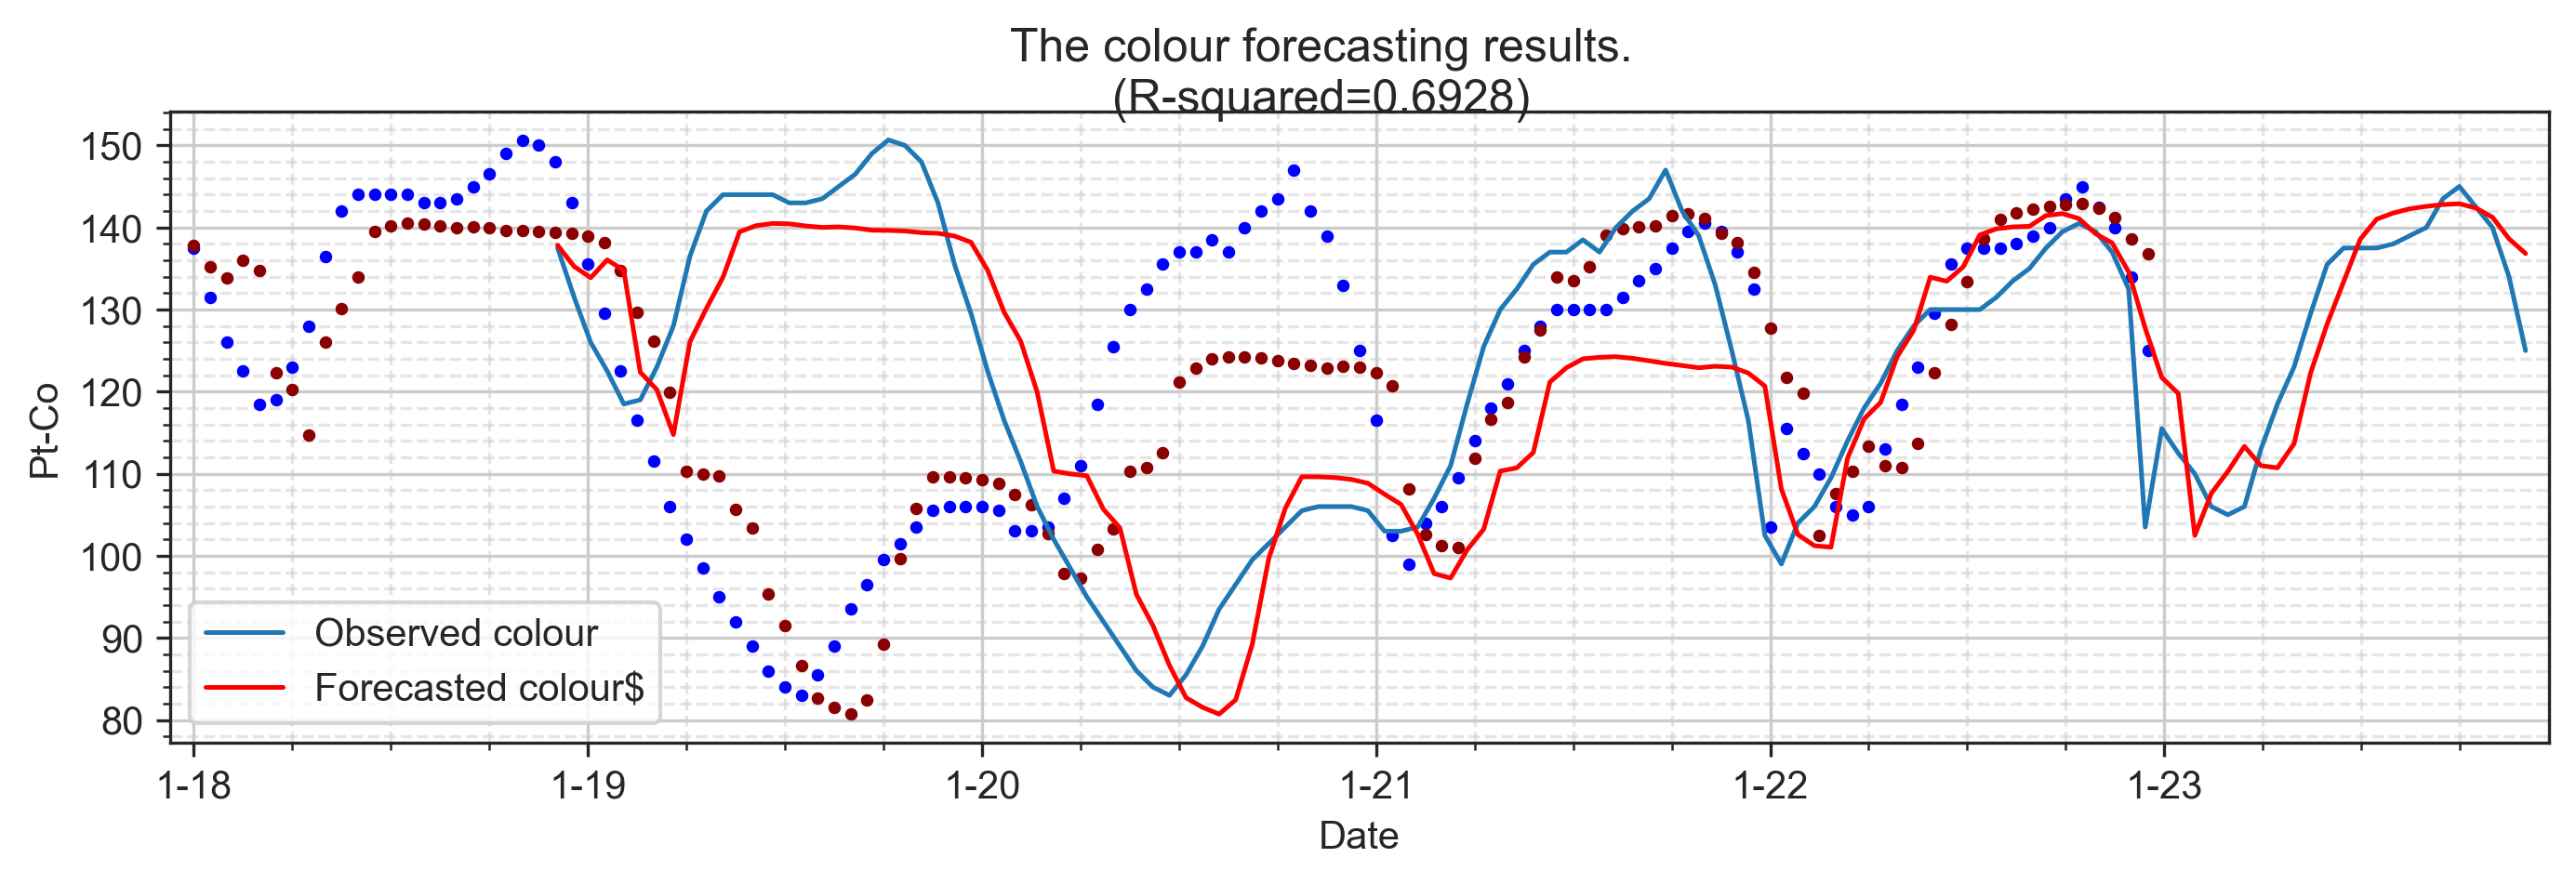 The colour forecasting results.
(R-squared=0.6928)
150
140
130
120
110
100
90
80
Pt-Co
Observed colour
Forecasted colour$
1-18 1-19 1-20 1-21 1-22 1-23
Date